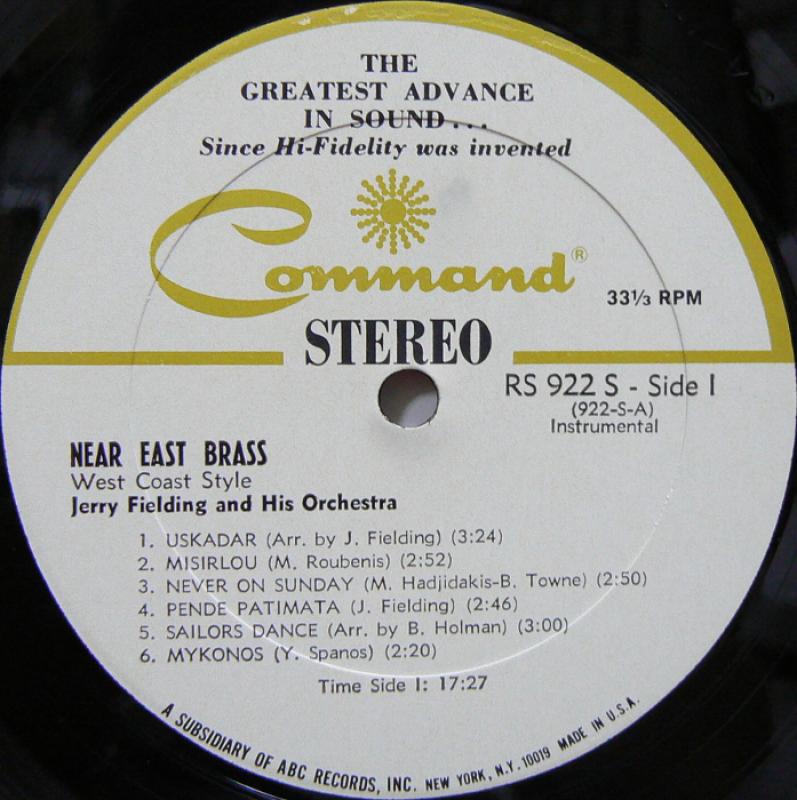 THE
GREATEST ADVANCE
IN SOUND...
Since Hi-Fidelity was invented
Command®
33⅓ RPM
STEREO
RS 922 S - Side I
(922-S-A)
Instrumental
NEAR EAST BRASS
West Coast Style
Jerry Fielding and His Orchestra
1. USKADAR (Arr. by J. Fielding) (3:24)
2. MISIRLOU (M. Roubenis) (2:52)
3. NEVER ON SUNDAY (M. Hadjidakis-B. Towne) (2:50)
4. PENDE PATIMATA (J. Fielding) (2:46)
5. SAILORS DANCE (Arr. by B. Holman) (3:00)
6. MYKONOS (Y. Spanos) (2:20)
Time Side I: 17:27
A SUBSIDIARY OF ABC RECORDS, INC. NEW YORK, N.Y. 10019 MADE IN U.S.A.